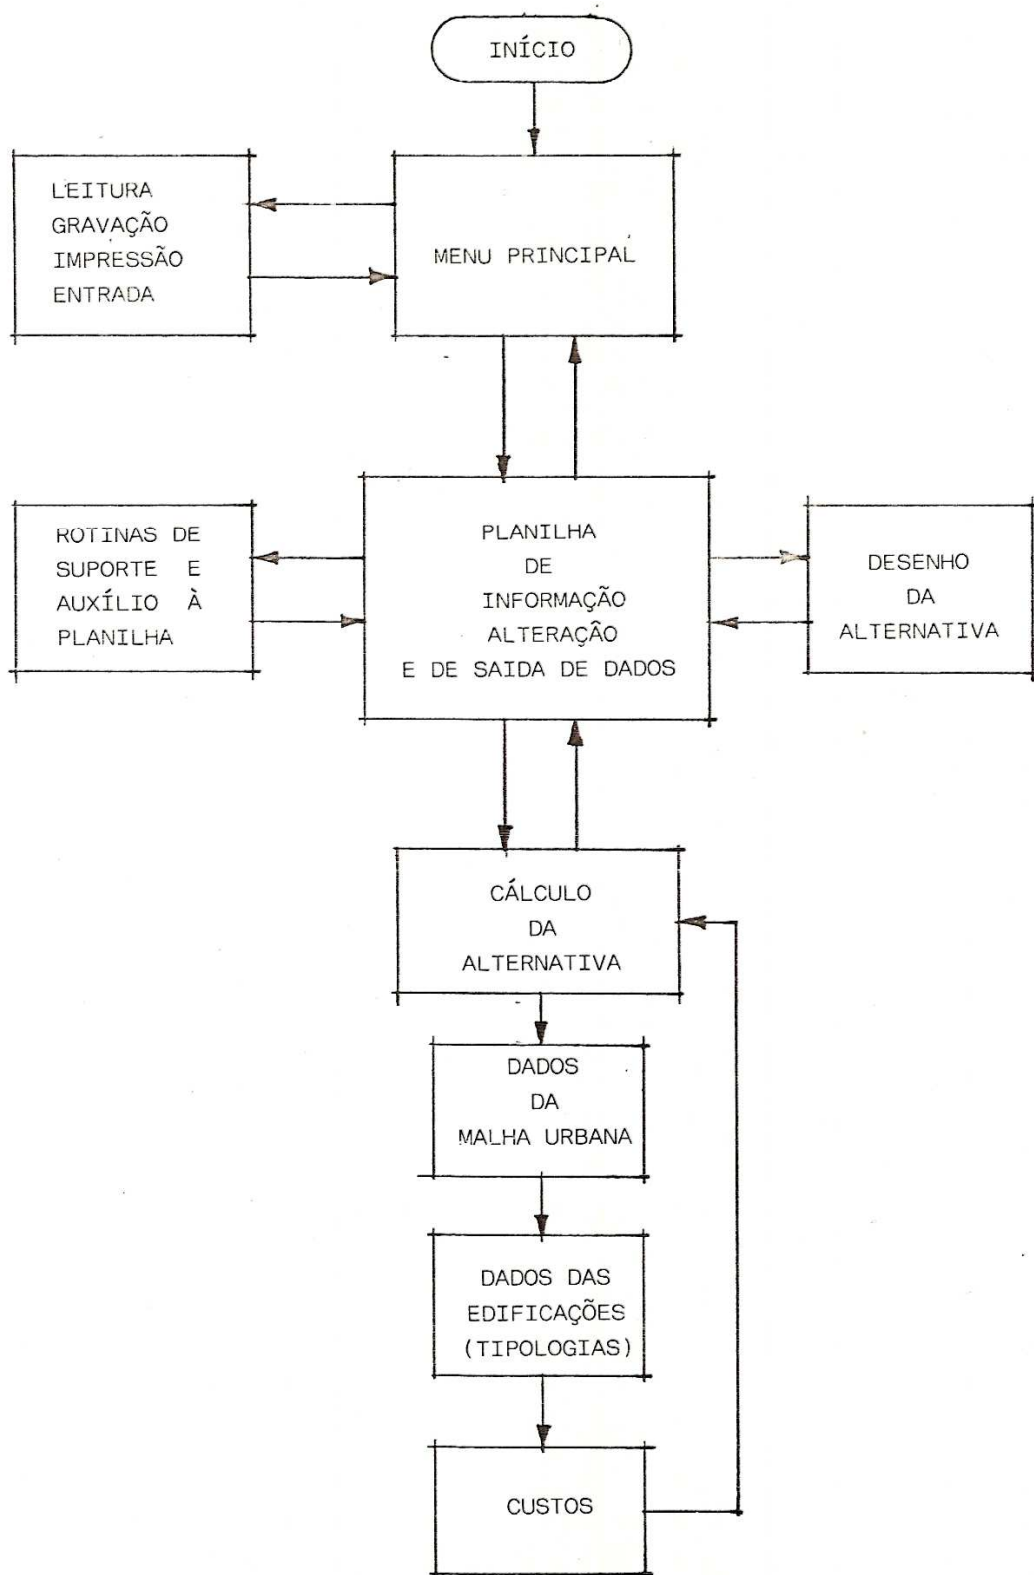 INÍCIO
LEITURA
GRAVAÇÃO
IMPRESSÃO
ENTRADA
MENU PRINCIPAL
ROTINAS DE
SUPORTE E
AUXÍLIO À
PLANILHA
PLANILHA
DE
INFORMAÇÃO
ALTERAÇÃO
E DE SAIDA DE DADOS
DESENHO
DA
ALTERNATIVA
CÁLCULO
DA
ALTERNATIVA
DADOS
DA
MALHA URBANA
DADOS DAS
EDIFICAÇÕES
(TIPOLOGIAS)
CUSTOS